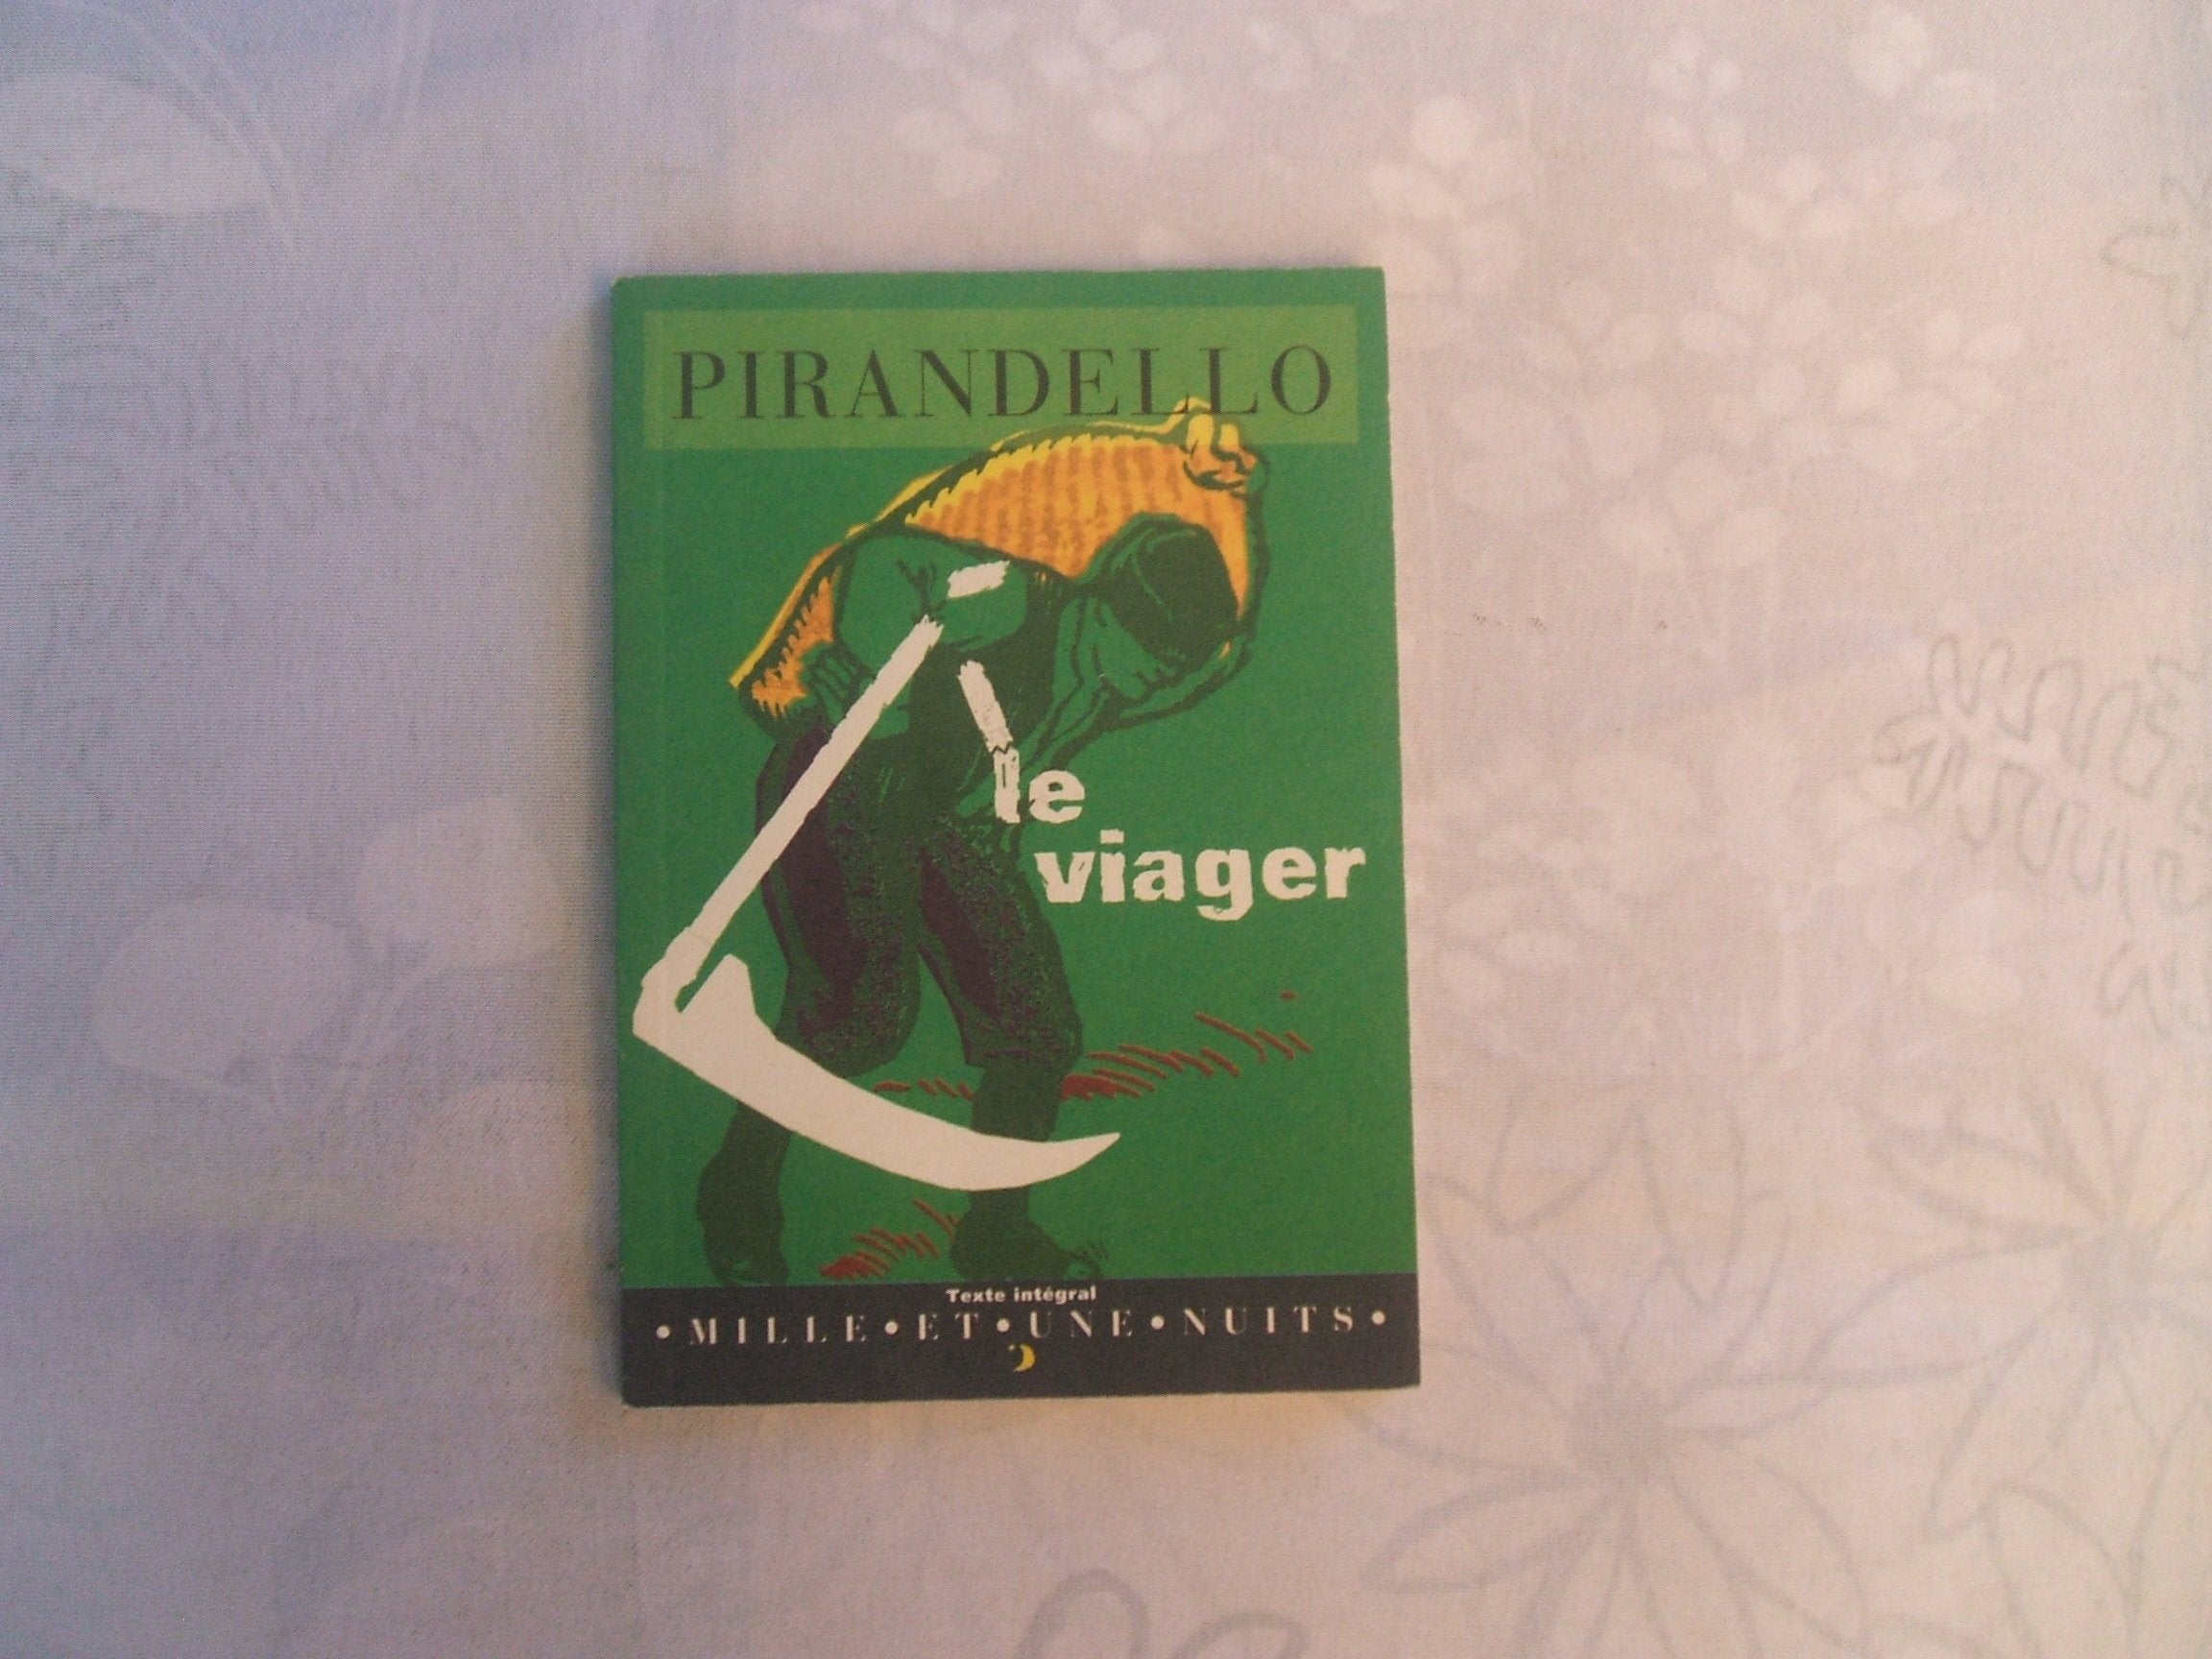 PIRANDELLO
le
viager
Texte intégral
• MILLE • ET • UNE • NUITS •